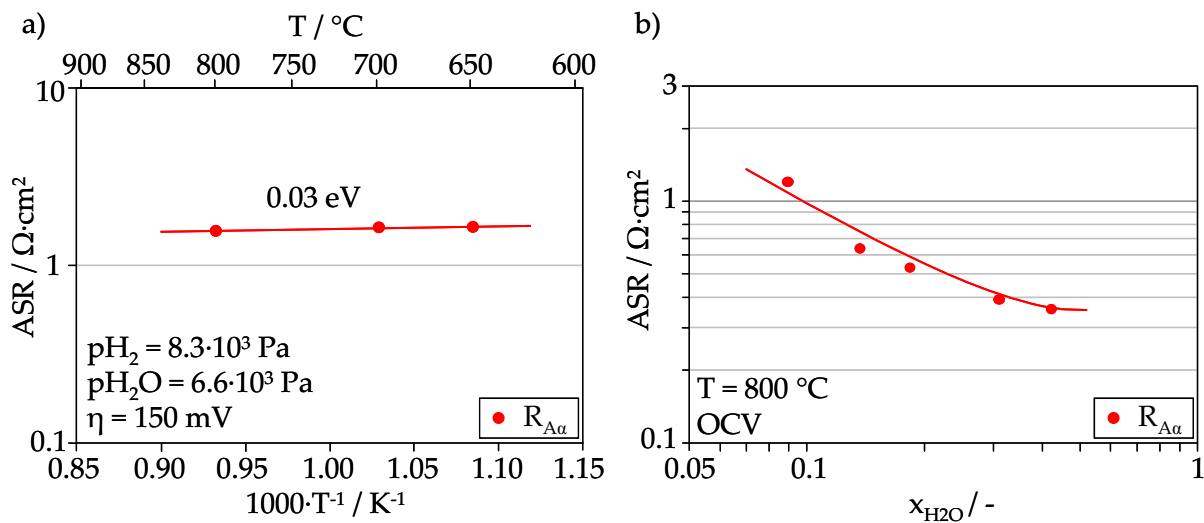 a)
T / °C
900 850 800 750 700 650 600
10
1
0.1
ASR / Ω·cm²
0.03 eV
pH₂ = 8.3·10³ Pa
pH₂O = 6.6·10³ Pa
η = 150 mV
R_Aα
0.85 0.90 0.95 1.00 1.05 1.10 1.15
1000·T⁻¹ / K⁻¹
b)
3
1
0.1
ASR / Ω·cm²
T = 800 °C
OCV
R_Aα
0.05 0.1 0.2 1
x_H2O / -